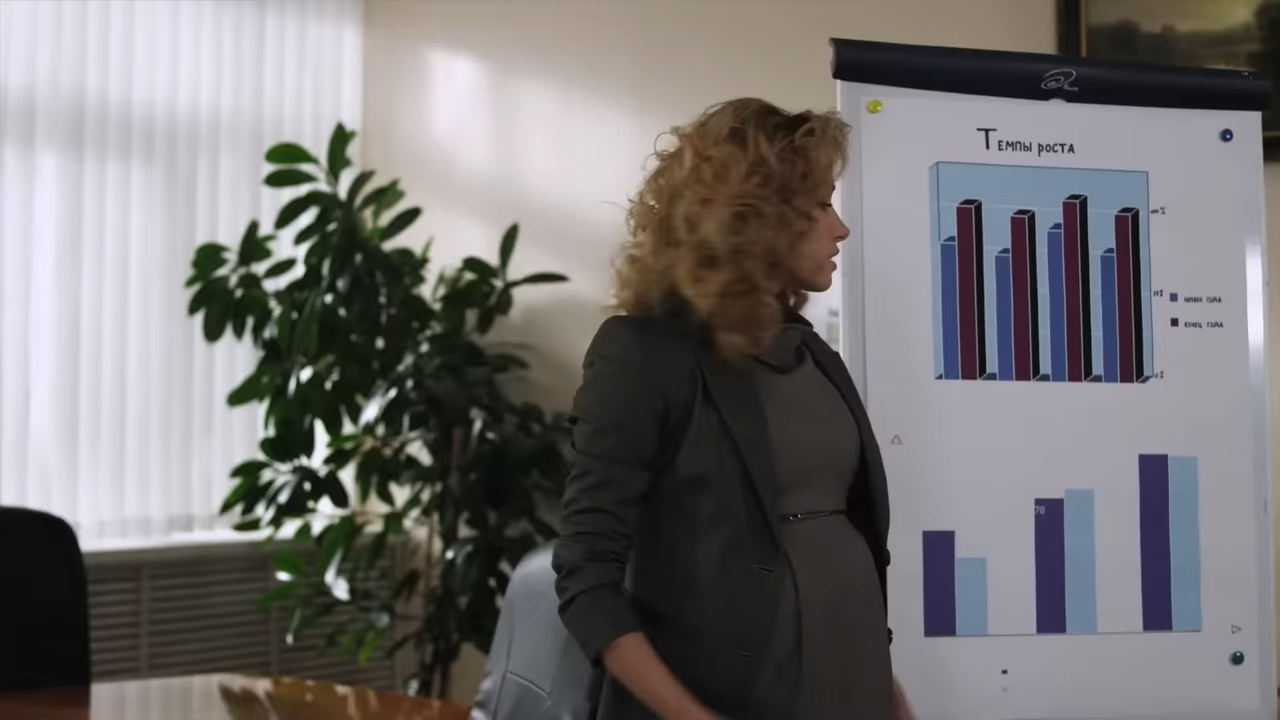 Темпы роста
начало года
конец года
78